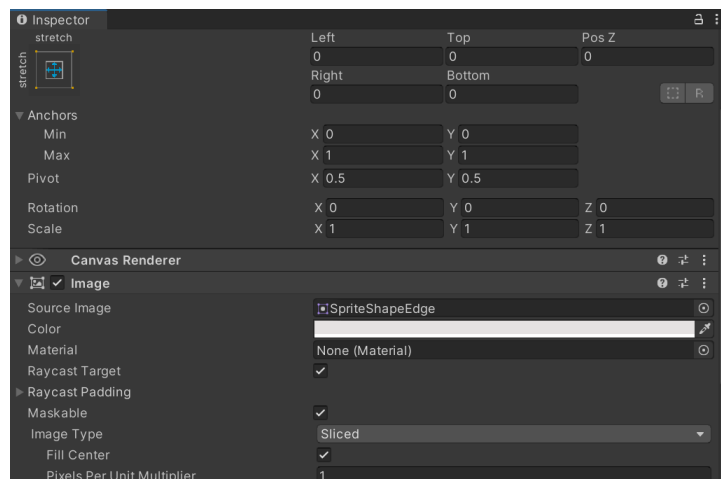 Inspector
stretch Left Top Pos Z
stretch
0 0 0
Right Bottom
0 0 R
Anchors
Min X 0 Y 0
Max X 1 Y 1
Pivot X 0.5 Y 0.5
Rotation X 0 Y 0 Z 0
Scale X 1 Y 1 Z 1
Canvas Renderer
Image
Source Image SpriteShapeEdge
Color
Material None (Material)
Raycast Target
Raycast Padding
Maskable
Image Type Sliced
Fill Center
Pixels Per Unit Multiplier 1